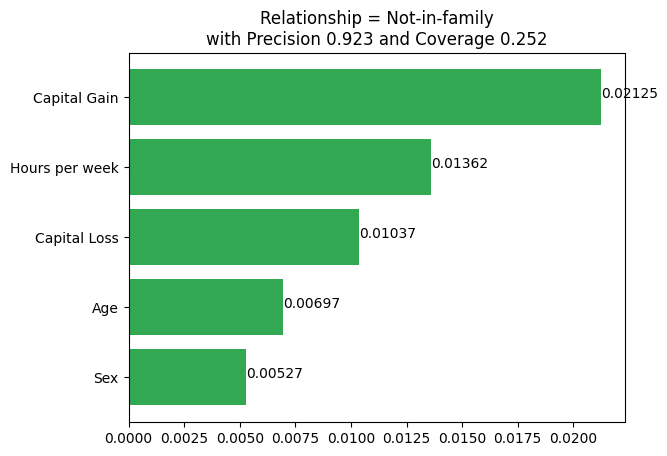 Relationship = Not-in-family
with Precision 0.923 and Coverage 0.252
Capital Gain
0.02125
Hours per week
0.01362
Capital Loss
0.01037
Age
0.00697
Sex
0.00527
0.0000 0.0025 0.0050 0.0075 0.0100 0.0125 0.0150 0.0175 0.0200